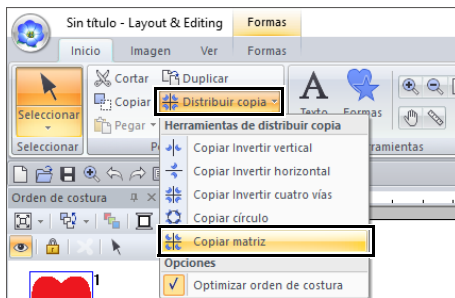 Sin título - Layout & Editing
Formas
Inicio Imagen Ver Formas
Cortar Duplicar
Copiar Distribuir copia
Pegar
Seleccionar
Texto Formas
Seleccionar
Herramientas de distribuir copia
Copiar Invertir vertical
Copiar Invertir horizontal
Copiar Invertir cuatro vías
Copiar círculo
Copiar matriz
Opciones
Optimizar orden de costura
Orden de costura
1